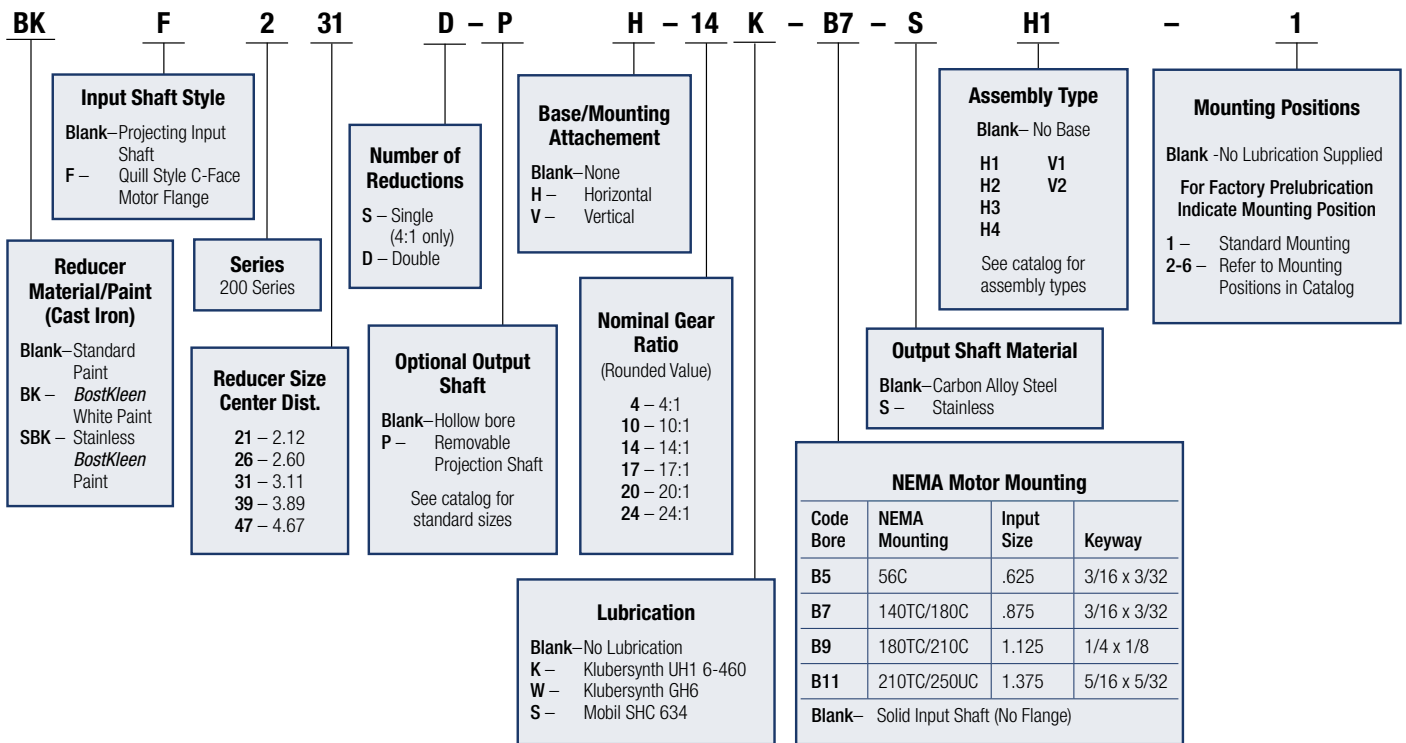 BK F 2 31 D – P H – 14 K – B7 – S H1 – 1
Input Shaft Style
Blank–Projecting Input
Shaft
F – Quill Style C-Face
Motor Flange
Reducer
Material/Paint
(Cast Iron)
Blank–Standard
Paint
BK – BostKleen
White Paint
SBK – Stainless
BostKleen
Paint
Series
200 Series
Reducer Size
Center Dist.
21 – 2.12
26 – 2.60
31 – 3.11
39 – 3.89
47 – 4.67
Number of
Reductions
S – Single
(4:1 only)
D – Double
Optional Output
Shaft
Blank–Hollow bore
P – Removable
Projection Shaft
See catalog for
standard sizes
Base/Mounting
Attachement
Blank–None
H – Horizontal
V – Vertical
Nominal Gear
Ratio
(Rounded Value)
4 – 4:1
10 – 10:1
14 – 14:1
17 – 17:1
20 – 20:1
24 – 24:1
Lubrication
Blank–No Lubrication
K – Klubersynth UH1 6-460
W – Klubersynth GH6
S – Mobil SHC 634
NEMA Motor Mounting
Code Bore NEMA Mounting Input Size Keyway
B5 56C .625 3/16 x 3/32
B7 140TC/180C .875 3/16 x 3/32
B9 180TC/210C 1.125 1/4 x 1/8
B11 210TC/250UC 1.375 5/16 x 5/32
Blank– Solid Input Shaft (No Flange)
Output Shaft Material
Blank–Carbon Alloy Steel
S – Stainless
Assembly Type
Blank– No Base
H1 V1
H2 V2
H3
H4
See catalog for
assembly types
Mounting Positions
Blank -No Lubrication Supplied
For Factory Prelubrication
Indicate Mounting Position
1 – Standard Mounting
2-6 – Refer to Mounting
Positions in Catalog